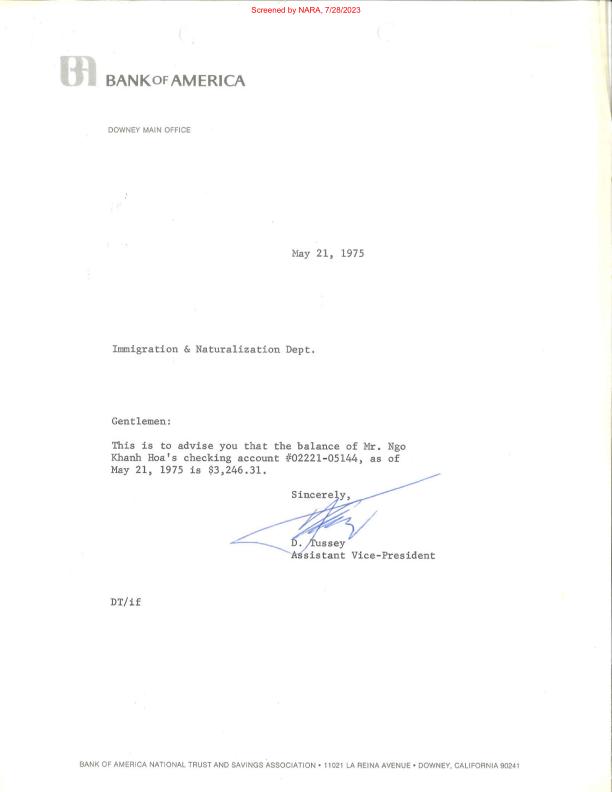 Screened by NARA, 7/28/2023
BANK OF AMERICA
DOWNEY MAIN OFFICE
May 21, 1975
Immigration & Naturalization Dept.
Gentlemen:
This is to advise you that the balance of Mr. Ngo
Khanh Hoa's checking account #02221-05144, as of
May 21, 1975 is $3,246.31.
Sincerely,
D. Tussey
Assistant Vice-President
DT/if
BANK OF AMERICA NATIONAL TRUST AND SAVINGS ASSOCIATION • 11021 LA REINA AVENUE • DOWNEY, CALIFORNIA 90241